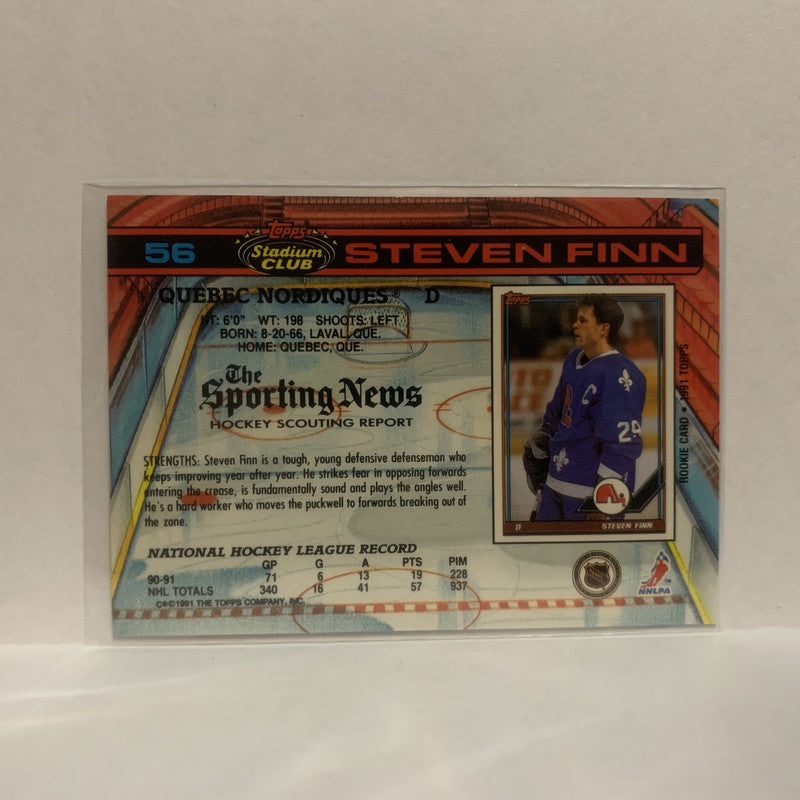 56 Topps Stadium CLUB STEVEN FINN
QUEBEC NORDIQUES D
HT: 6'0" WT: 198 SHOOTS: LEFT
BORN: 8-20-66, LAVAL, QUE.
HOME: QUEBEC, QUE.
The
Sporting News
HOCKEY SCOUTING REPORT
STRENGTHS: Steven Finn is a tough, young defensive defenseman who
keeps improving year after year. He strikes fear in opposing forwards
entering the crease, is fundamentally sound and plays the angles well.
He's a hard worker who moves the puckwell to forwards breaking out of
the zone.
NATIONAL HOCKEY LEAGUE RECORD
GP G A PTS PIM
90-91 71 6 13 19 228
NHL TOTALS 340 16 41 57 937
C*©1991 THE TOPPS COMPANY, INC.
Topps
C
29
D STEVEN FINN
ROOKIE CARD • 1991 TOPPS
NHL
NHLPA
TM